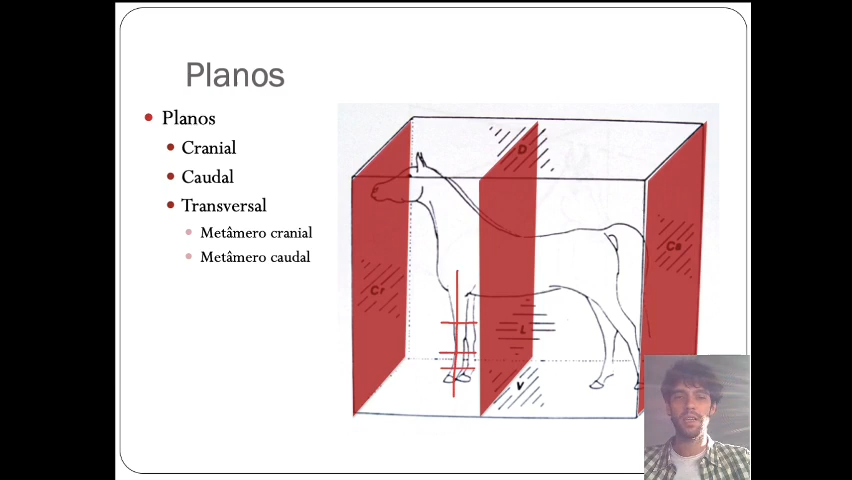 Planos
Planos
Cranial
Caudal
Transversal
Metâmero cranial
Metâmero caudal
D
Cr
Ca
L
V